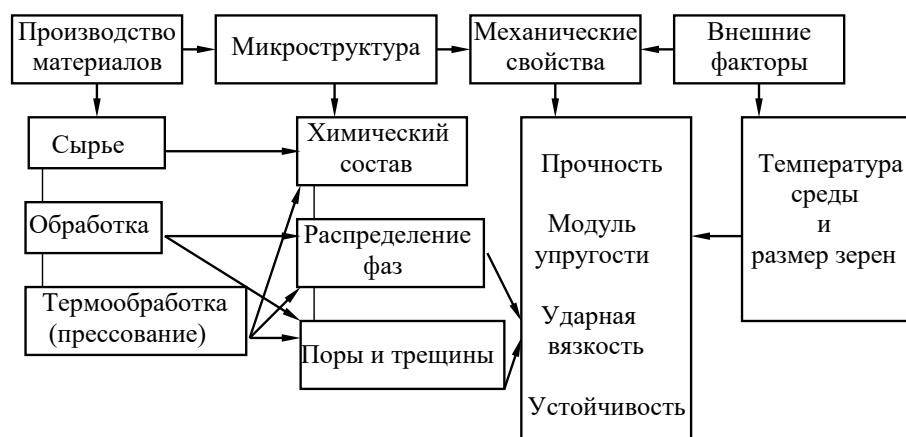 Производство
материалов
Микроструктура
Механические
свойства
Внешние
факторы
Сырье
Химический
состав
Обработка
Распределение
фаз
Термообработка
(прессование)
Поры и трещины
Прочность
Модуль
упругости
Ударная
вязкость
Устойчивость
Температура
среды
и
размер зерен